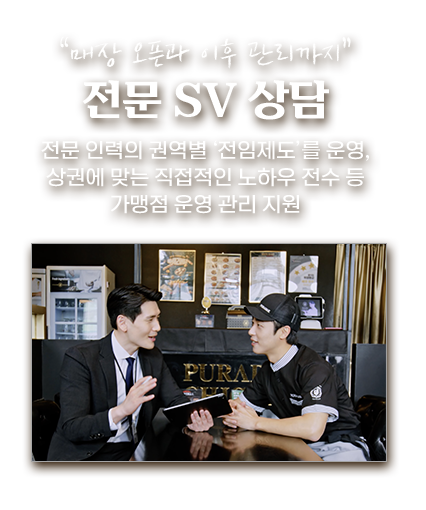 “매장 오픈과 이후 관리까지”
전문 SV 상담
전문 인력의 권역별 ‘전임제도’를 운영,
상권에 맞는 직접적인 노하우 전수 등
가맹점 운영 관리 지원
PURAD